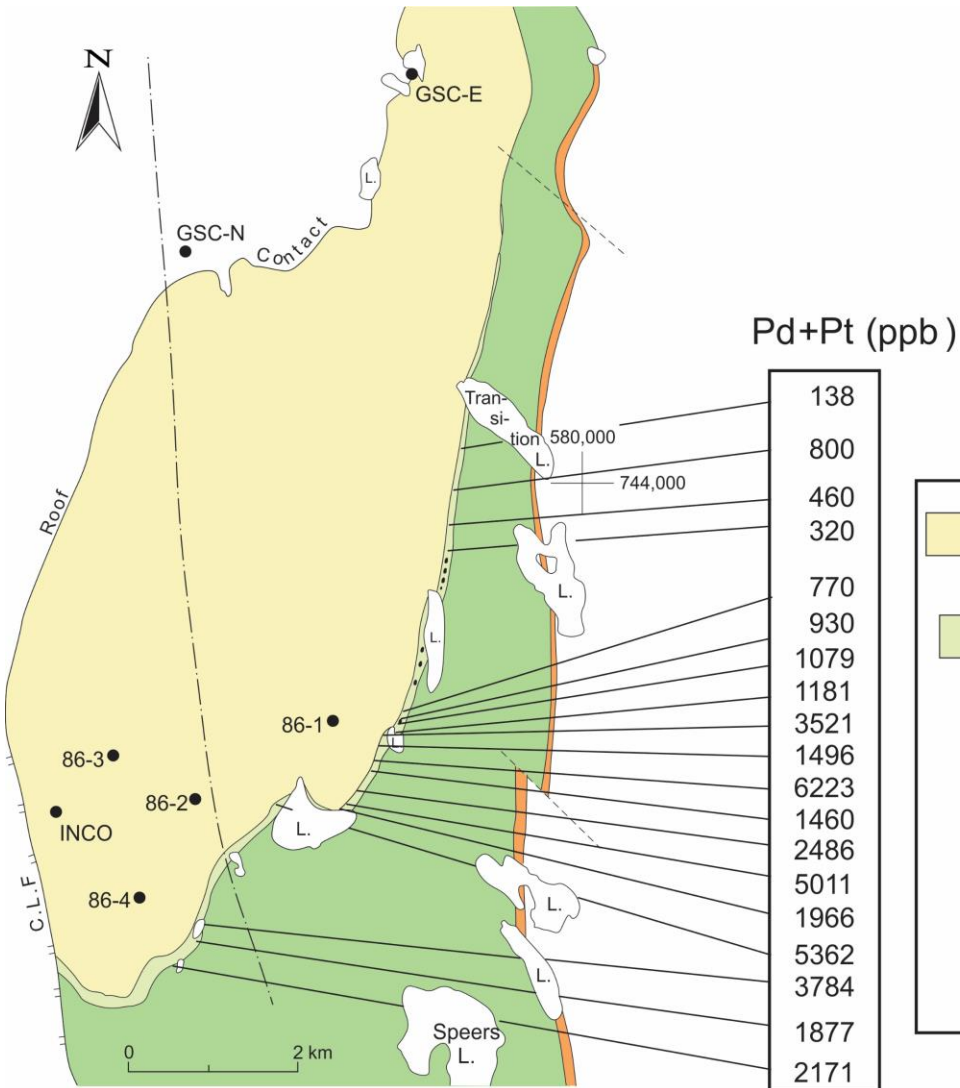 N
GSC-E
L.
GSC-N
Contact
Roof
Pd+Pt (ppb)
Tran-
si-
tion
L.
580,000
744,000
138
800
460
320
L.
770
930
1079
1181
3521
1496
6223
1460
2486
5011
1966
5362
3784
1877
2171
L.
86-1
L.
86-3
86-2
INCO
L.
86-4
C.L.F
L.
L.
Speers
L.
0
2 km